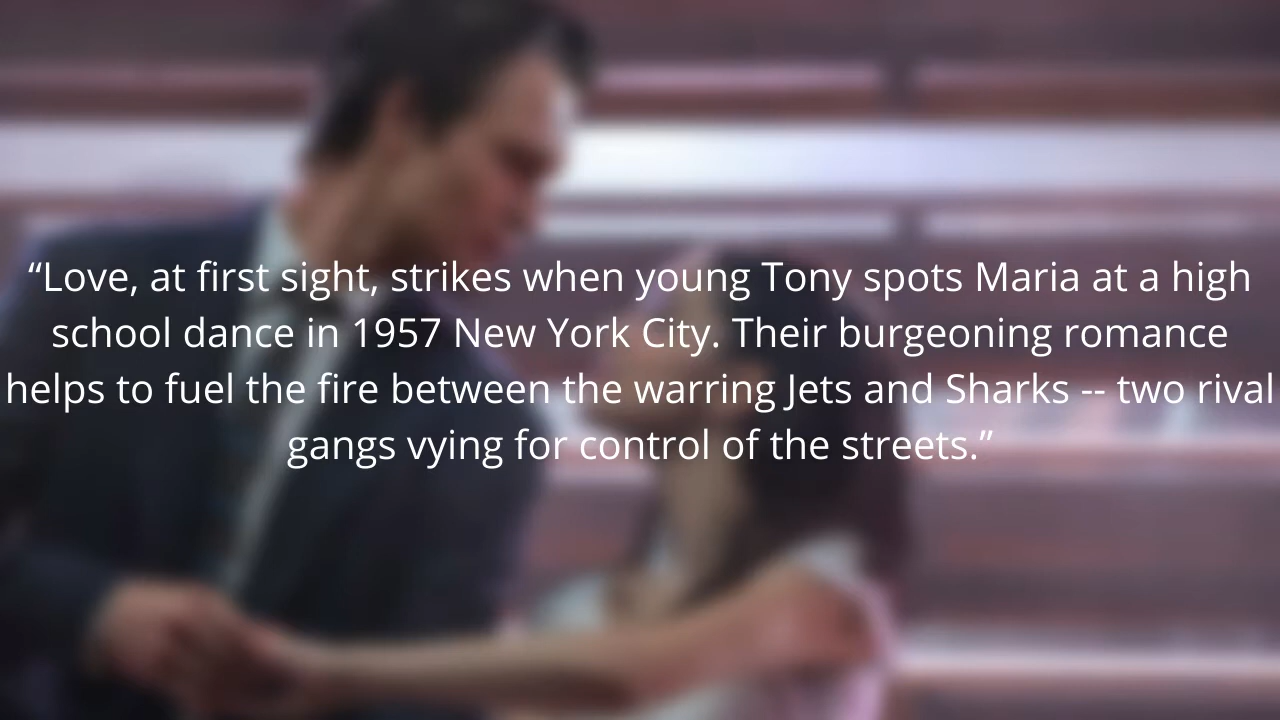 “Love, at first sight, strikes when young Tony spots Maria at a high
school dance in 1957 New York City. Their burgeoning romance
helps to fuel the fire between the warring Jets and Sharks -- two rival
gangs vying for control of the streets.”